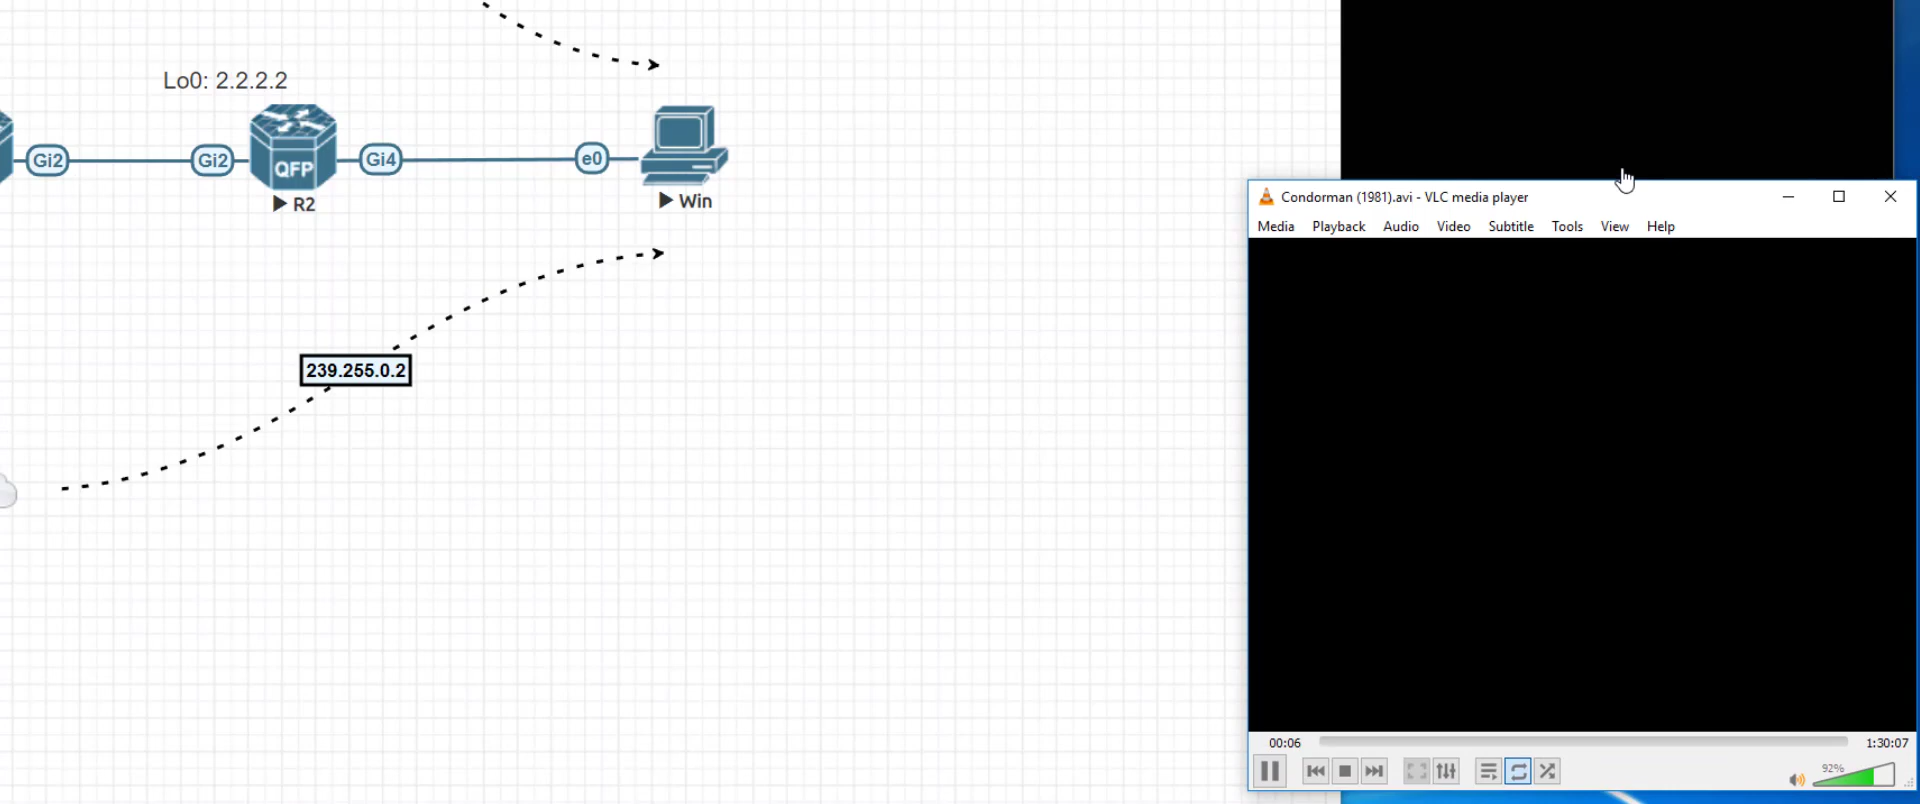 Lo0: 2.2.2.2
Gi2
Gi2
QFP
Gi4
e0
R2
Win
239.255.0.2
Condorman (1981).avi - VLC media player
Media Playback Audio Video Subtitle Tools View Help
00:06
1:30:07
92%